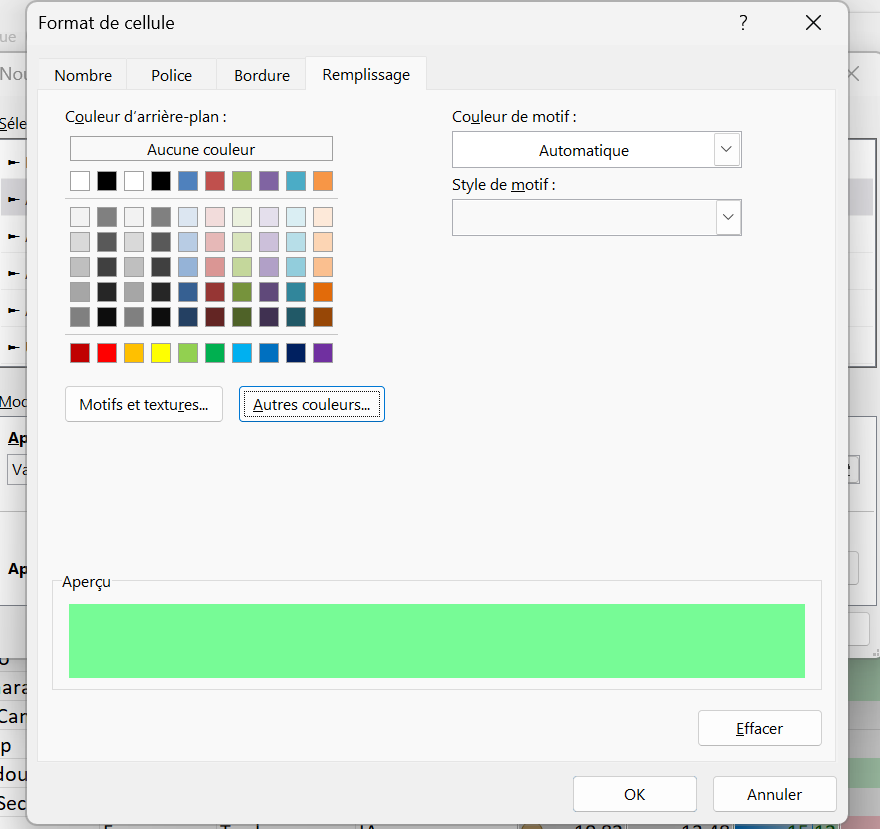 Format de cellule ?
Nombre Police Bordure Remplissage
Couleur d'arrière-plan :
Aucune couleur
Motifs et textures... Autres couleurs...
Couleur de motif :
Automatique
Style de motif :
Aperçu
Effacer
OK Annuler